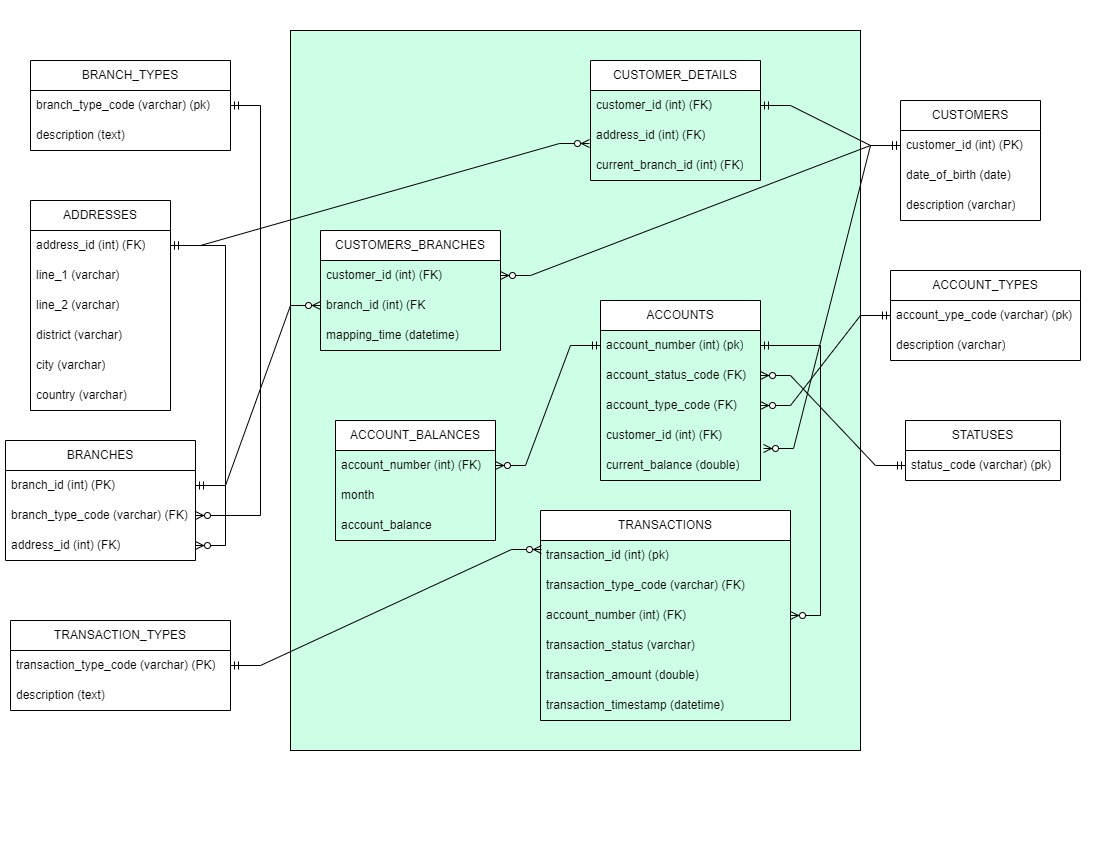 BRANCH_TYPES
branch_type_code (varchar) (pk)
description (text)
ADDRESSES
address_id (int) (FK)
line_1 (varchar)
line_2 (varchar)
district (varchar)
city (varchar)
country (varchar)
BRANCHES
branch_id (int) (PK)
branch_type_code (varchar) (FK)
address_id (int) (FK)
TRANSACTION_TYPES
transaction_type_code (varchar) (PK)
description (text)
CUSTOMER_DETAILS
customer_id (int) (FK)
address_id (int) (FK)
current_branch_id (int) (FK)
CUSTOMERS_BRANCHES
customer_id (int) (FK)
branch_id (int) (FK
mapping_time (datetime)
ACCOUNTS
account_number (int) (pk)
account_status_code (FK)
account_type_code (FK)
customer_id (int) (FK)
current_balance (double)
ACCOUNT_BALANCES
account_number (int) (FK)
month
account_balance
TRANSACTIONS
transaction_id (int) (pk)
transaction_type_code (varchar) (FK)
account_number (int) (FK)
transaction_status (varchar)
transaction_amount (double)
transaction_timestamp (datetime)
CUSTOMERS
customer_id (int) (PK)
date_of_birth (date)
description (varchar)
ACCOUNT_TYPES
account_ype_code (varchar) (pk)
description (varchar)
STATUSES
status_code (varchar) (pk)